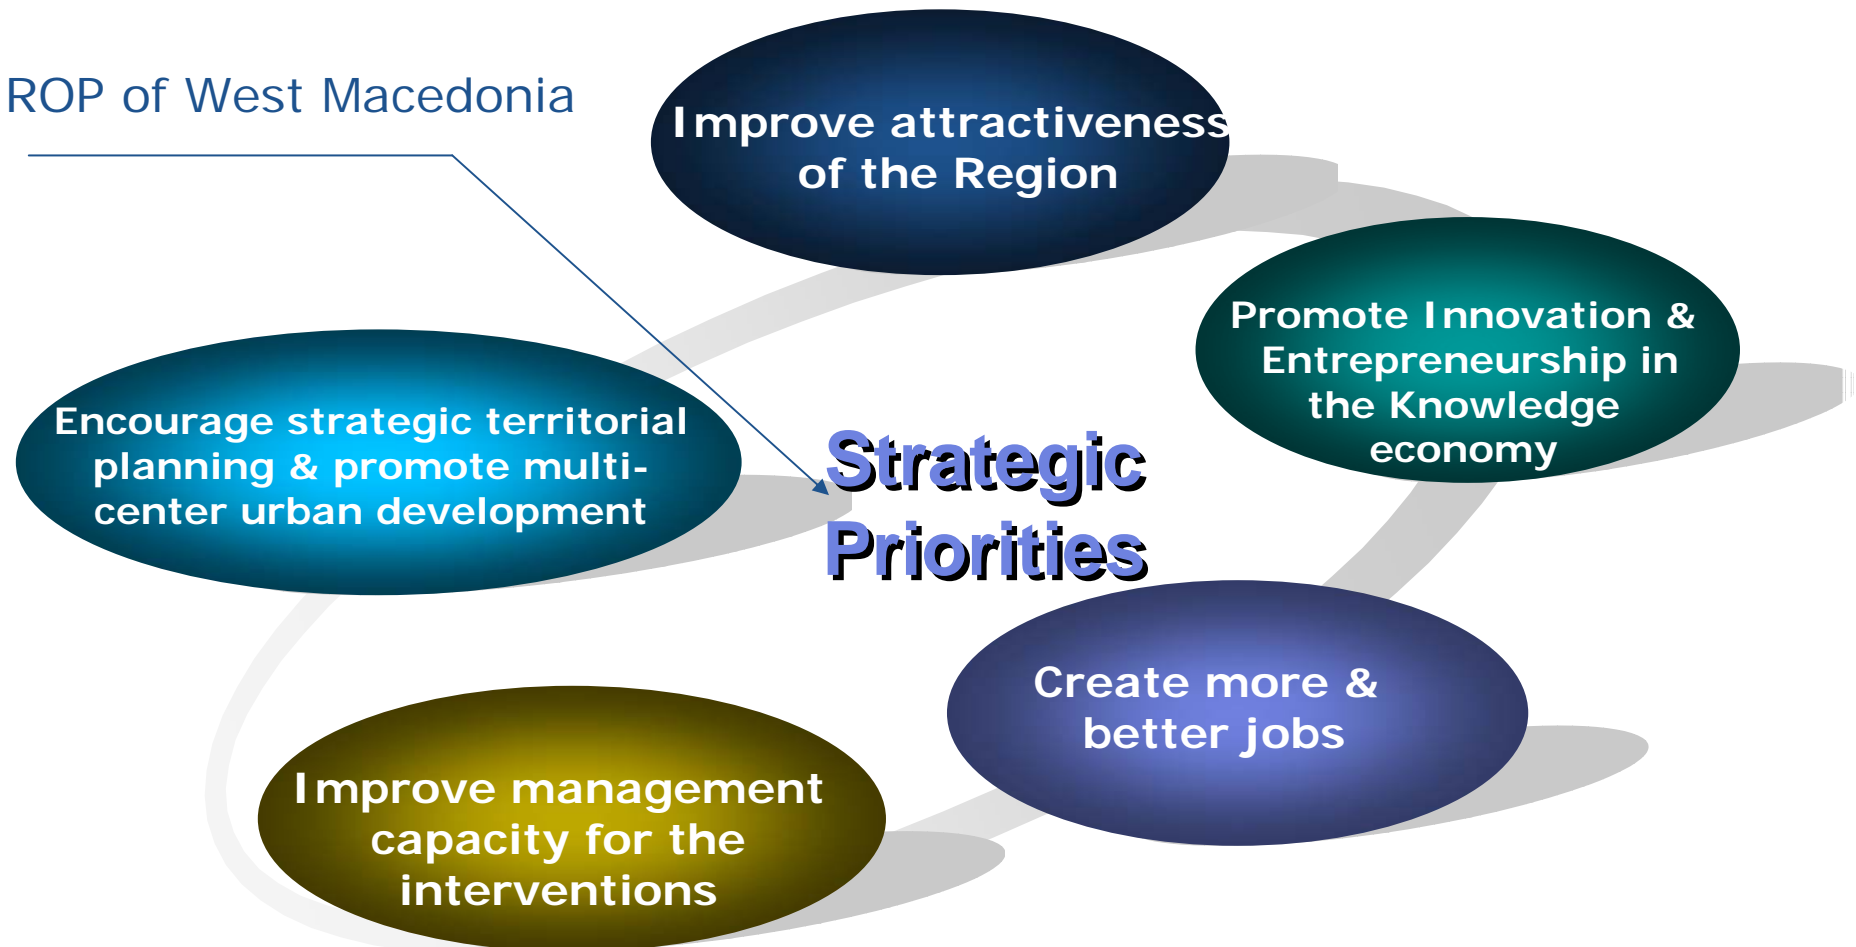 ROP of West Macedonia
Improve attractiveness
of the Region
Promote Innovation &
Entrepreneurship in
the Knowledge
economy
Encourage strategic territorial
planning & promote multi-
center urban development
Strategic
Priorities
Create more &
better jobs
Improve management
capacity for the
interventions